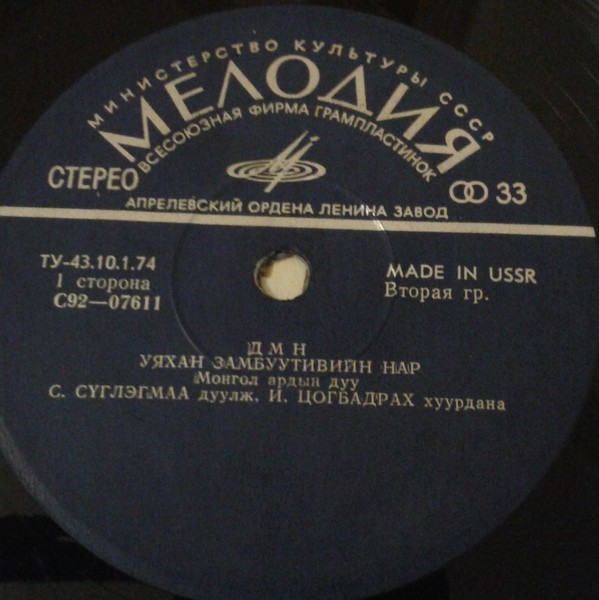 МИНИСТЕРСТВО КУЛЬТУРЫ СССР
МЕЛОДИЯ
ВСЕСОЮЗНАЯ ФИРМА ГРАМПЛАСТИНОК
СТЕРЕО
33
АПРЕЛЕВСКИЙ ОРДЕНА ЛЕНИНА ЗАВОД
ТУ-43.10.1.74
1 сторона
С92—07611
MADE IN USSR
Вторая гр.
Д М Н
УЯХАН ЗАМБУУТИВИЙН НАР
Монгол ардын дуу
С. СҮГЛЭГМАА дуулж, И. ЦОГБАДРАХ хуурдана